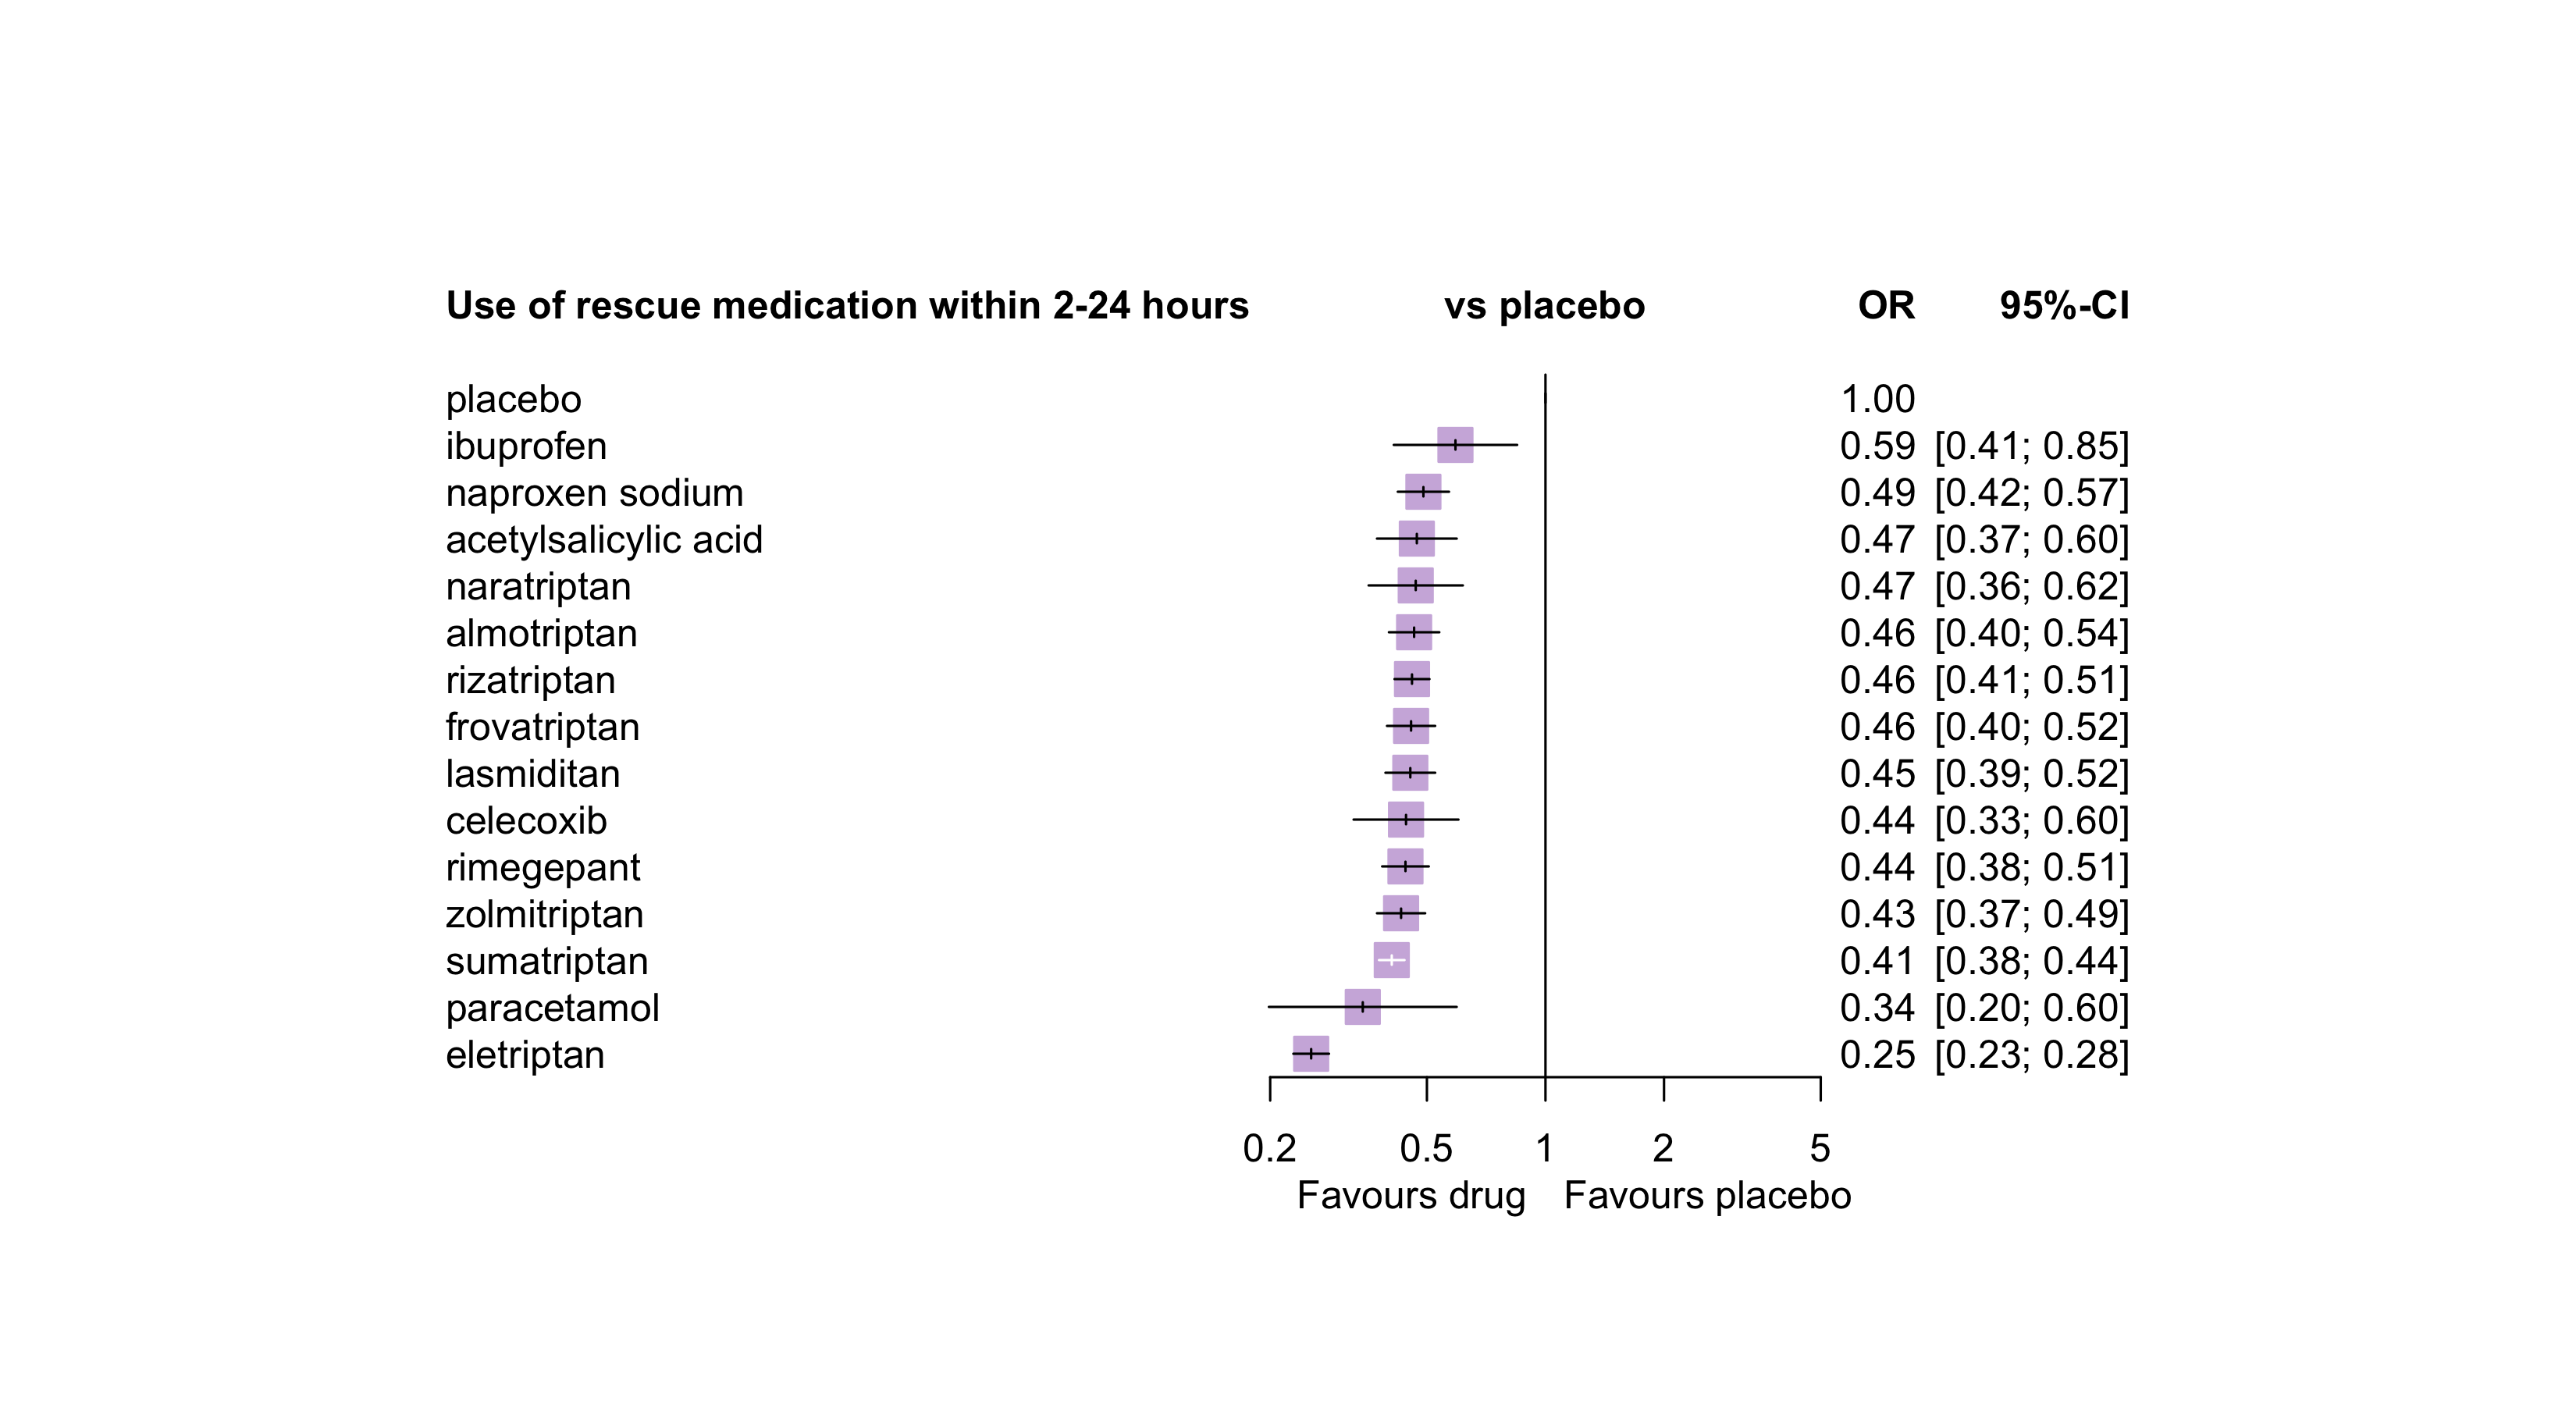 Use of rescue medication within 2-24 hours vs placebo OR 95%-CI
placebo 1.00
ibuprofen 0.59 [0.41; 0.85]
naproxen sodium 0.49 [0.42; 0.57]
acetylsalicylic acid 0.47 [0.37; 0.60]
naratriptan 0.47 [0.36; 0.62]
almotriptan 0.46 [0.40; 0.54]
rizatriptan 0.46 [0.41; 0.51]
frovatriptan 0.46 [0.40; 0.52]
lasmiditan 0.45 [0.39; 0.52]
celecoxib 0.44 [0.33; 0.60]
rimegepant 0.44 [0.38; 0.51]
zolmitriptan 0.43 [0.37; 0.49]
sumatriptan 0.41 [0.38; 0.44]
paracetamol 0.34 [0.20; 0.60]
eletriptan 0.25 [0.23; 0.28]
0.2 0.5 1 2 5
Favours drug Favours placebo